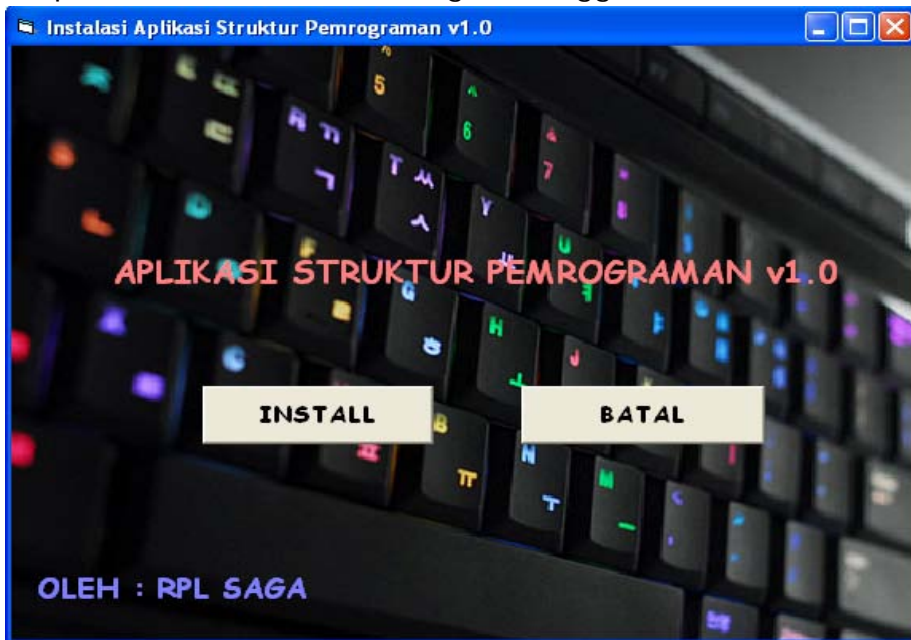 Instalasi Aplikasi Struktur Pemrograman v1.0
APLIKASI STRUKTUR PEMROGRAMAN v1.0
INSTALL
BATAL
OLEH : RPL SAGA